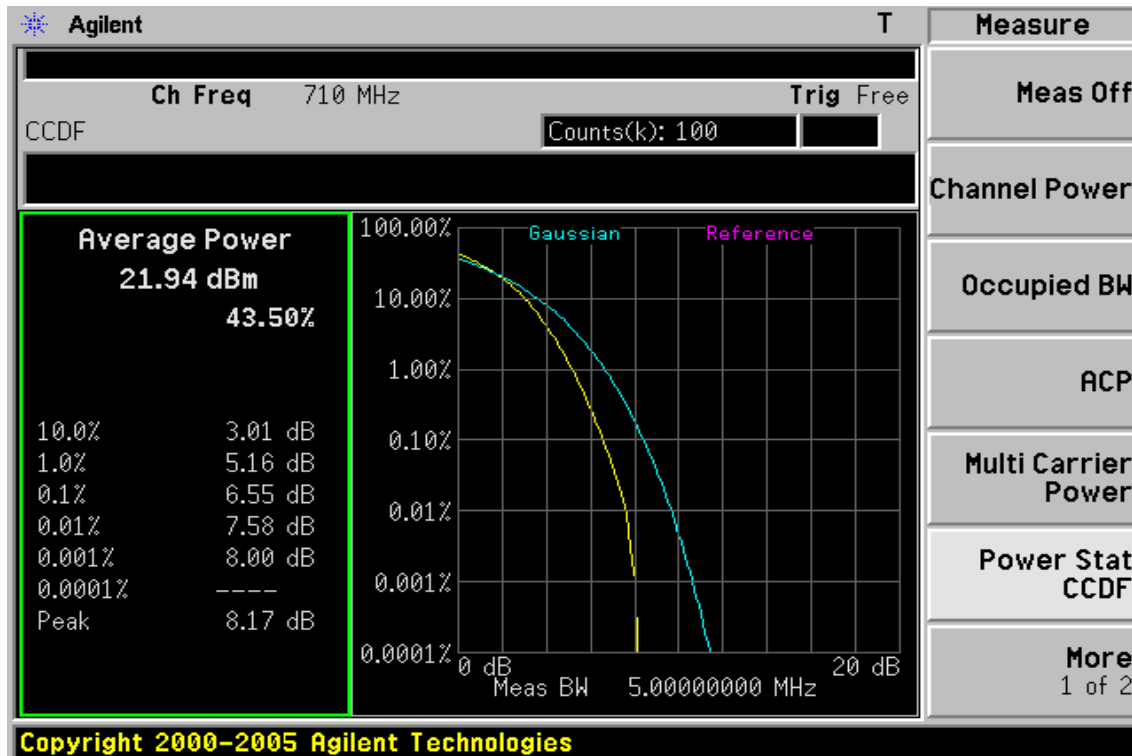 Agilent T
Ch Freq 710 MHz Trig Free
CCDF Counts(k): 100
Average Power
21.94 dBm
43.50%
10.0% 3.01 dB
1.0% 5.16 dB
0.1% 6.55 dB
0.01% 7.58 dB
0.001% 8.00 dB
0.0001% ----
Peak 8.17 dB
Gaussian Reference
100.00%
10.00%
1.00%
0.10%
0.01%
0.001%
0.0001%
0 dB 20 dB
Meas BW 5.00000000 MHz
Measure
Meas Off
Channel Power
Occupied BW
ACP
Multi Carrier
Power
Power Stat
CCDF
More
1 of 2
Copyright 2000-2005 Agilent Technologies